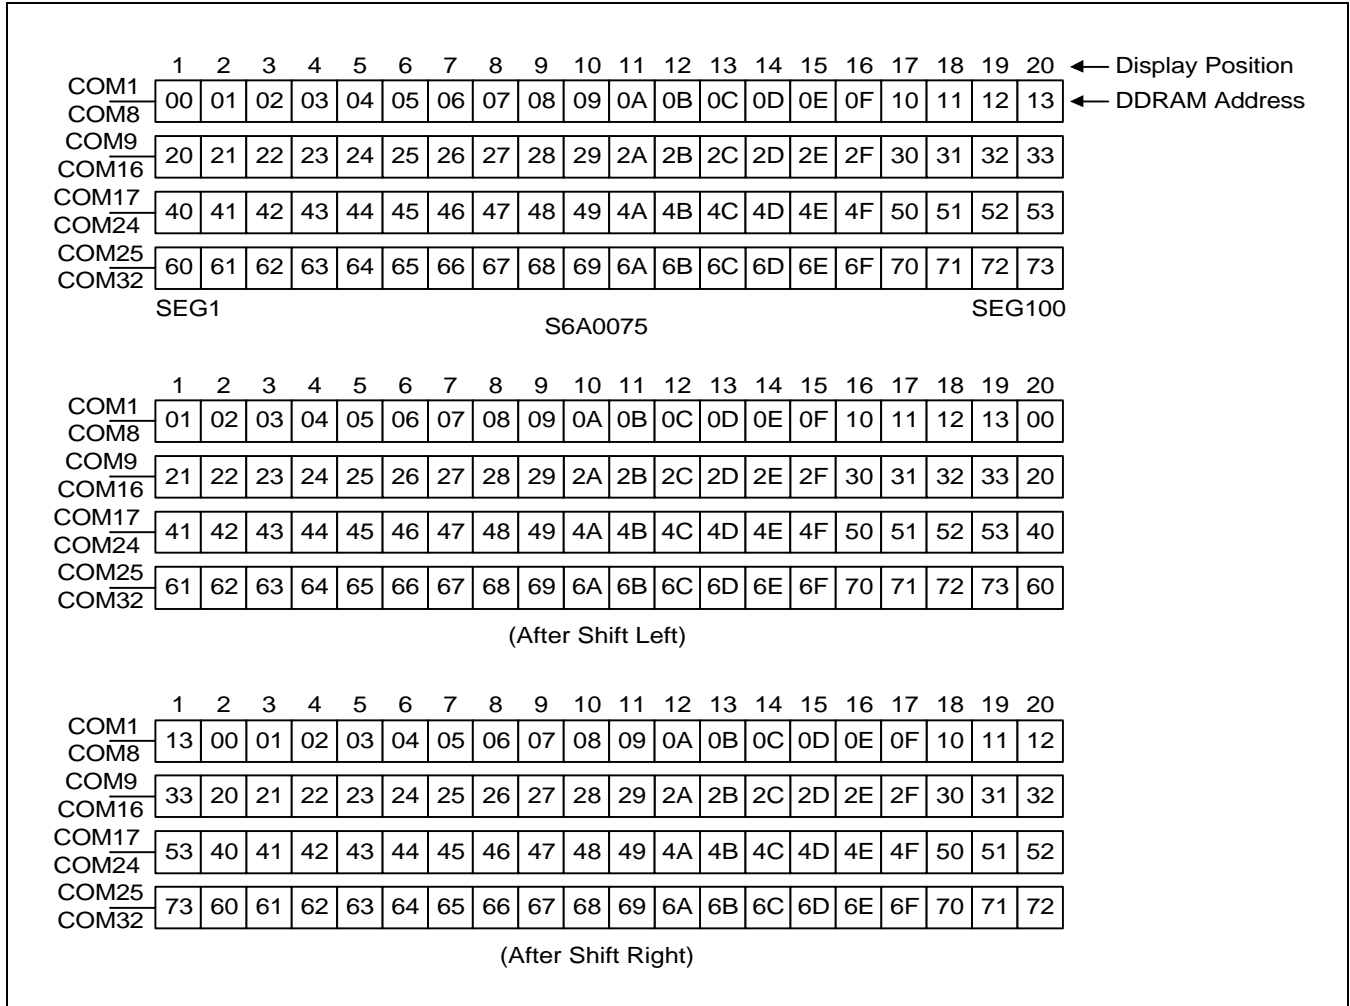 1 2 3 4 5 6 7 8 9 10 11 12 13 14 15 16 17 18 19 20 Display Position
COM1
00 01 02 03 04 05 06 07 08 09 0A 0B 0C 0D 0E 0F 10 11 12 13 DDRAM Address
COM8
COM9
20 21 22 23 24 25 26 27 28 29 2A 2B 2C 2D 2E 2F 30 31 32 33
COM16
COM17
40 41 42 43 44 45 46 47 48 49 4A 4B 4C 4D 4E 4F 50 51 52 53
COM24
COM25
60 61 62 63 64 65 66 67 68 69 6A 6B 6C 6D 6E 6F 70 71 72 73
COM32
SEG1 SEG100
S6A0075
1 2 3 4 5 6 7 8 9 10 11 12 13 14 15 16 17 18 19 20
COM1
01 02 03 04 05 06 07 08 09 0A 0B 0C 0D 0E 0F 10 11 12 13 00
COM8
COM9
21 22 23 24 25 26 27 28 29 2A 2B 2C 2D 2E 2F 30 31 32 33 20
COM16
COM17
41 42 43 44 45 46 47 48 49 4A 4B 4C 4D 4E 4F 50 51 52 53 40
COM24
COM25
61 62 63 64 65 66 67 68 69 6A 6B 6C 6D 6E 6F 70 71 72 73 60
COM32
(After Shift Left)
1 2 3 4 5 6 7 8 9 10 11 12 13 14 15 16 17 18 19 20
COM1
13 00 01 02 03 04 05 06 07 08 09 0A 0B 0C 0D 0E 0F 10 11 12
COM8
COM9
33 20 21 22 23 24 25 26 27 28 29 2A 2B 2C 2D 2E 2F 30 31 32
COM16
COM17
53 40 41 42 43 44 45 46 47 48 49 4A 4B 4C 4D 4E 4F 50 51 52
COM24
COM25
73 60 61 62 63 64 65 66 67 68 69 6A 6B 6C 6D 6E 6F 70 71 72
COM32
(After Shift Right)